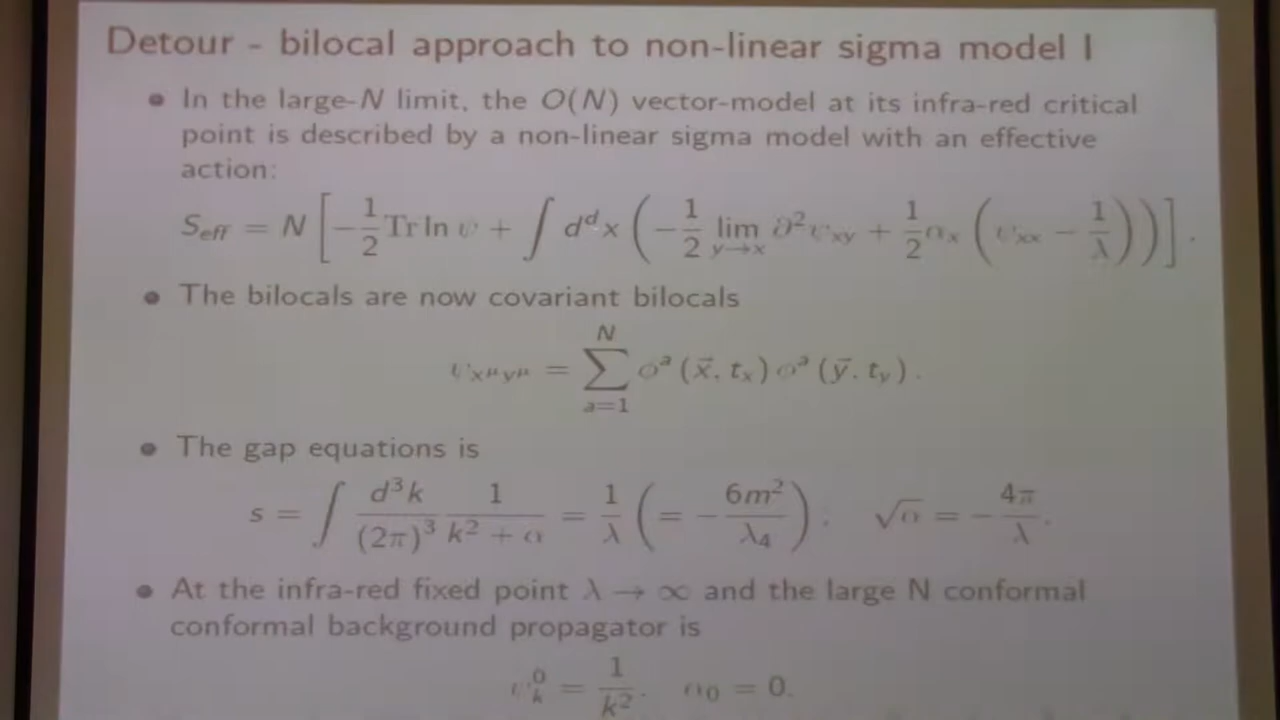 Detour - bilocal approach to non-linear sigma model I
• In the large-N limit, the O(N) vector-model at its infra-red critical
point is described by a non-linear sigma model with an effective
action:
S_eff = N [ −1/2 Tr ln ψ + ∫ d^d x ( −1/2 lim_{y→x} ∂² ψ_xy + 1/2 α_x ( ψ_xx − 1/λ ) ) ] .
• The bilocals are now covariant bilocals
ψ_{x^μ y^μ} = ∑_{a=1}^{N} φ^a (x⃗, t_x) φ^a (y⃗, t_y) .
• The gap equations is
s = ∫ d³k/(2π)³ 1/(k² + α) = 1/λ ( = − 6m²/λ₄ ) . √α = − 4π/λ .
• At the infra-red fixed point λ → ∞ and the large N conformal
conformal background propagator is
ψ_k^0 = 1/k² . α₀ = 0.